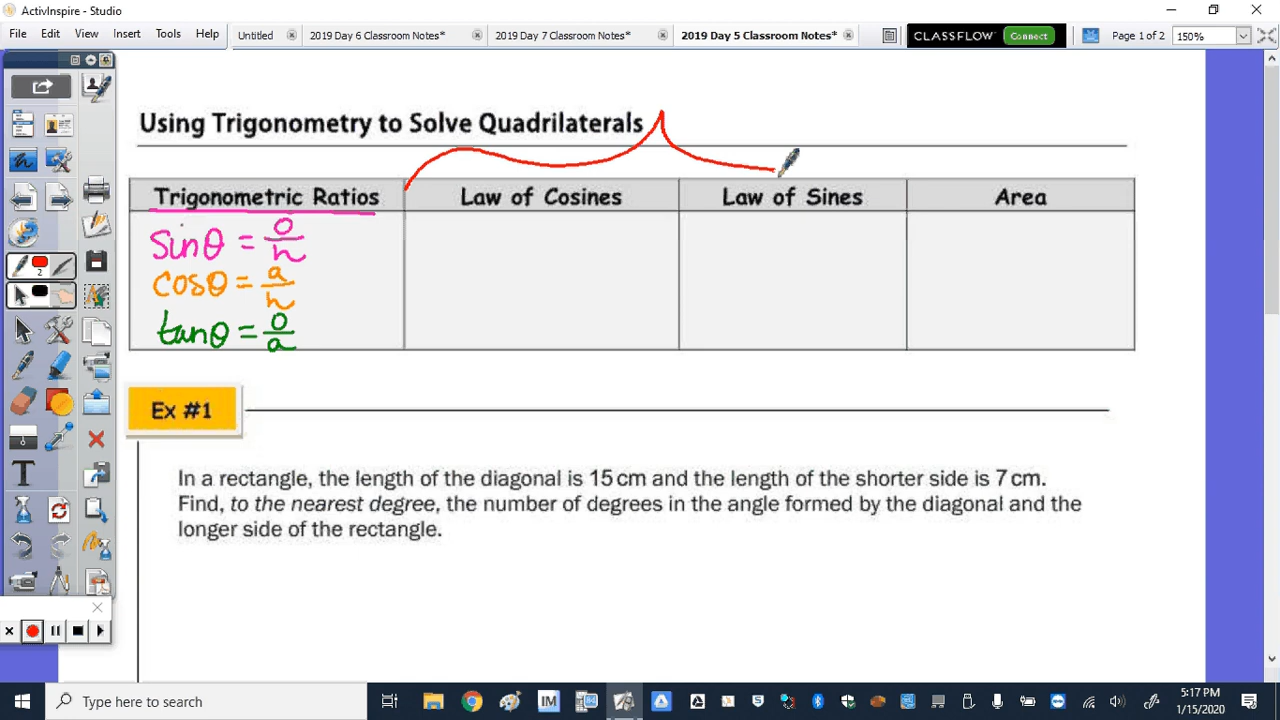 ActivInspire - Studio
File Edit View Insert Tools Help
Untitled 2019 Day 6 Classroom Notes* 2019 Day 7 Classroom Notes* 2019 Day 5 Classroom Notes* CLASSFLOW Connect Page 1 of 2 150%
Using Trigonometry to Solve Quadrilaterals
Trigonometric Ratios Law of Cosines Law of Sines Area
sinθ = o/h
cosθ = a/h
tanθ = o/a
2
T
Ex #1
In a rectangle, the length of the diagonal is 15 cm and the length of the shorter side is 7 cm.
Find, to the nearest degree, the number of degrees in the angle formed by the diagonal and the
longer side of the rectangle.
Type here to search
IM
5:17 PM
1/15/2020